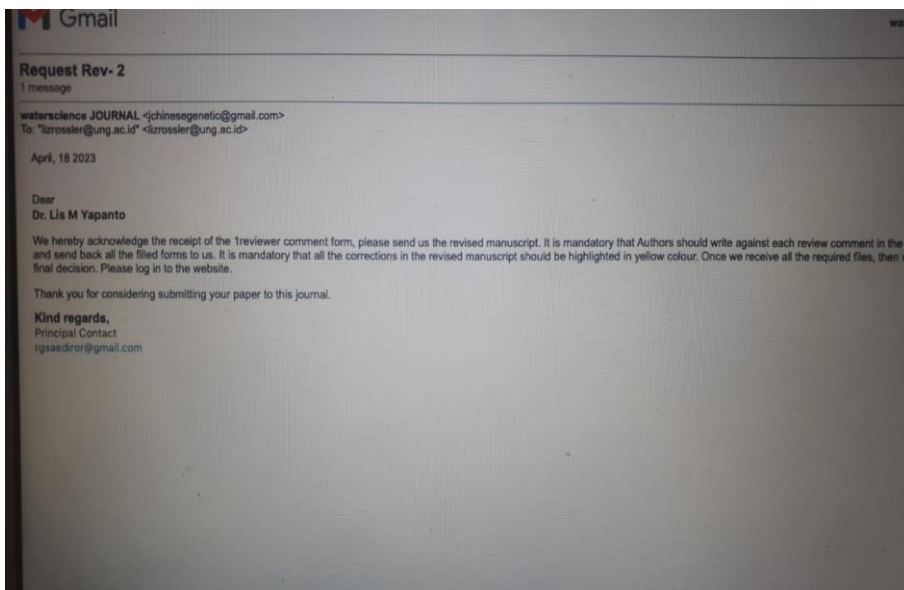 Gmail
Request Rev- 2
1 message
waterscience JOURNAL <jchinesegenetic@gmail.com>
To: "lizrossler@ung.ac.id" <lizrossler@ung.ac.id>
April, 18 2023
Dear
Dr. Lis M Yapanto
We hereby acknowledge the receipt of the 1reviewer comment form, please send us the revised manuscript. It is mandatory that Authors should write against each review comment in the
and send back all the filled forms to us. It is mandatory that all the corrections in the revised manuscript should be highlighted in yellow colour. Once we receive all the required files, then
final decision. Please log in to the website.
Thank you for considering submitting your paper to this journal.
Kind regards,
Principal Contact
rgsaediror@gmail.com